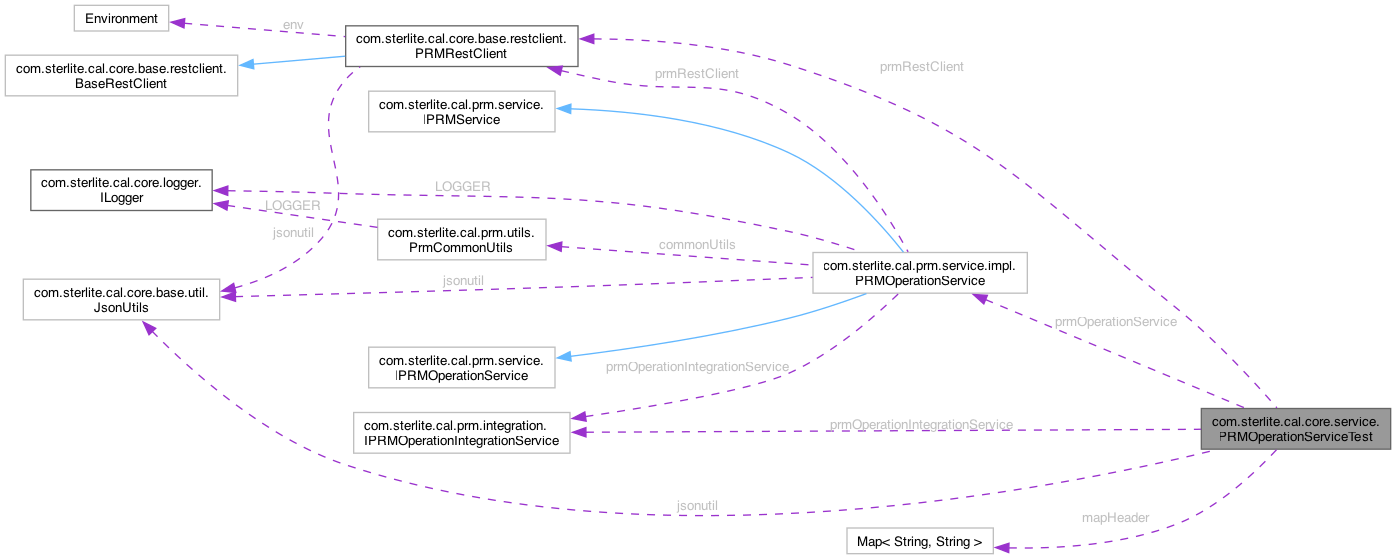 Environment
env
com.sterlite.cal.core.base.restclient.
PRMRestClient
com.sterlite.cal.core.base.restclient.
BaseRestClient
prmRestClient
prmRestClient
com.sterlite.cal.prm.service.
IPRMService
com.sterlite.cal.core.logger.
ILogger
LOGGER
LOGGER
jsonutil
com.sterlite.cal.prm.utils.
PrmCommonUtils
commonUtils
com.sterlite.cal.prm.service.impl.
PRMOperationService
com.sterlite.cal.core.base.util.
JsonUtils
jsonutil
prmOperationService
com.sterlite.cal.prm.service.
IPRMOperationService
prmOperationIntegrationService
com.sterlite.cal.prm.integration.
IPRMOperationIntegrationService
prmOperationIntegrationService
com.sterlite.cal.core.service.
PRMOperationServiceTest
jsonutil
mapHeader
Map< String, String >